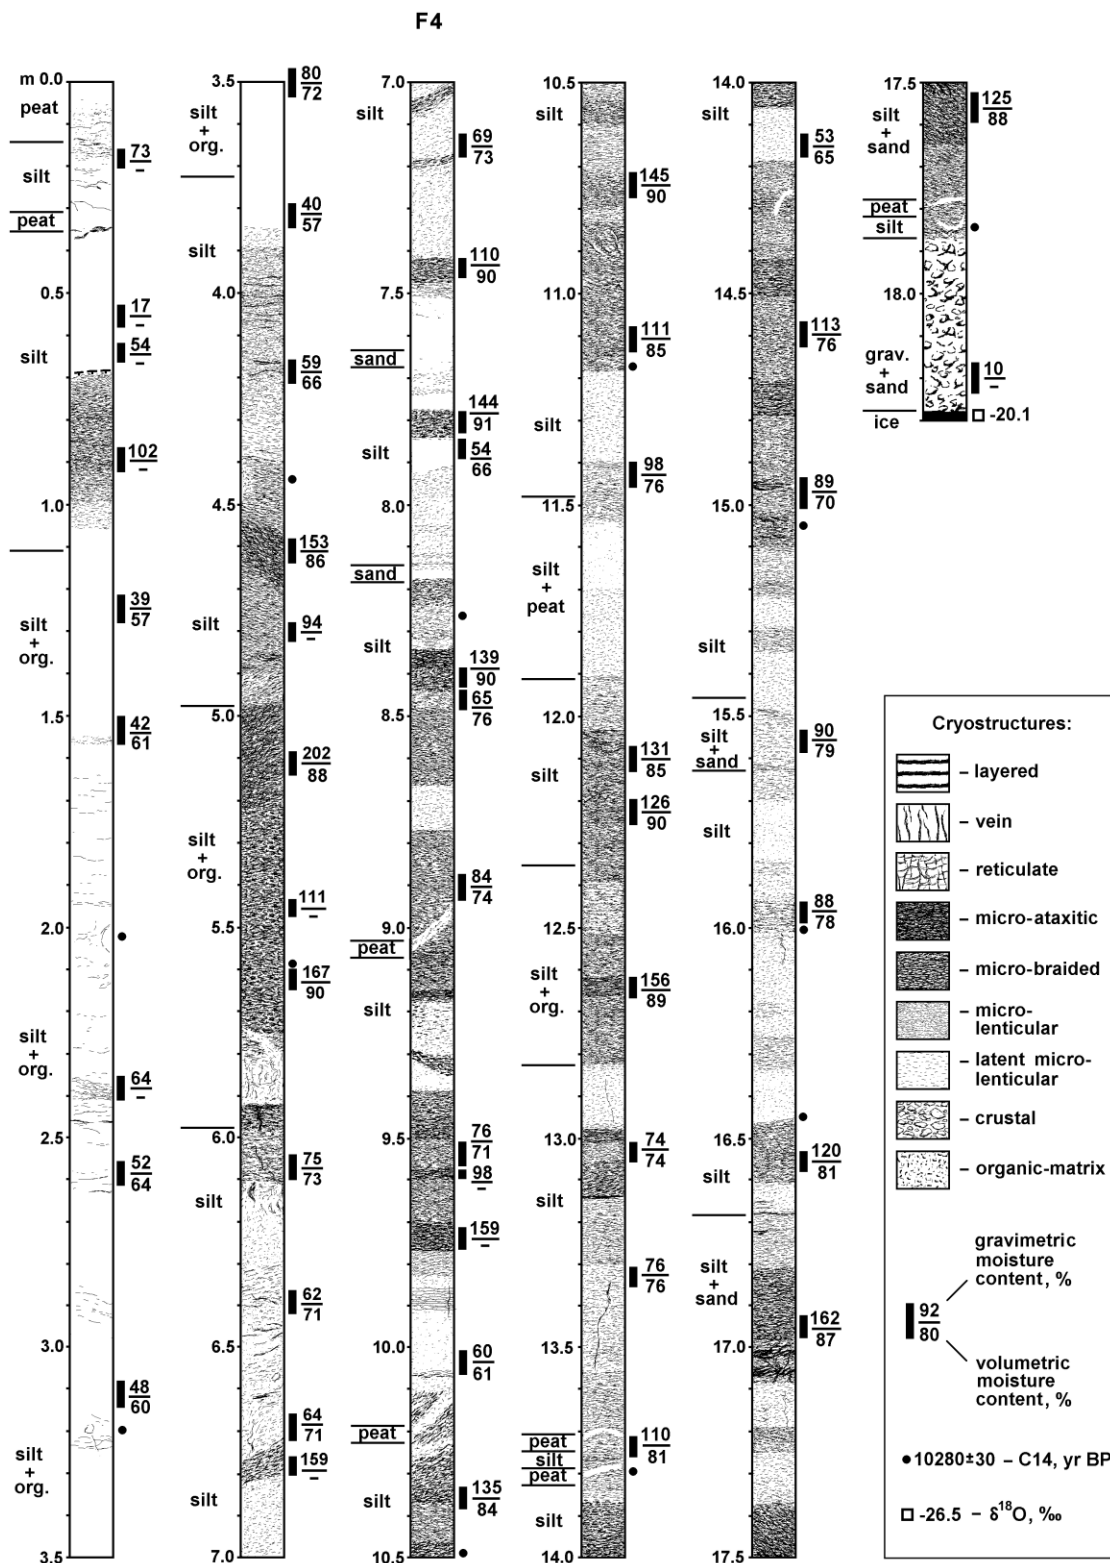 F4
m 0.0
peat
73
–
silt
peat
0.5
17
–
54
–
silt
102
–
1.0
39
57
silt
+
org.
1.5
42
61
2.0
silt
+
org.
64
–
2.5
52
64
3.0
48
60
silt
+
org.
3.5
3.5
80
72
silt
+
org.
40
57
silt
4.0
59
66
4.5
153
86
silt
94
–
5.0
202
88
silt
+
org.
111
–
5.5
167
90
6.0
75
73
silt
62
71
6.5
64
71
159
–
silt
7.0
7.0
silt
69
73
110
90
7.5
sand
144
91
silt
54
66
8.0
sand
silt
139
90
65
76
8.5
84
74
9.0
peat
silt
9.5
76
71
98
–
159
–
10.0
60
61
peat
135
84
silt
10.5
10.5
silt
145
90
11.0
111
85
silt
98
76
11.5
silt
+
peat
12.0
131
85
silt
126
90
12.5
156
89
silt
+
org.
13.0
74
74
silt
76
76
13.5
110
81
peat
silt
peat
silt
14.0
14.0
silt
53
65
14.5
113
76
89
70
15.0
silt
15.5
silt
+
sand
90
79
silt
88
78
16.0
16.5
120
81
silt
silt
+
sand
162
87
17.0
17.5
17.5
125
88
silt
+
sand
peat
silt
18.0
grav.
+
sand
10
–
ice
-20.1
Cryostructures:
– layered
– vein
– reticulate
– micro-ataxitic
– micro-braided
– micro-
lenticular
– latent micro-
lenticular
– crustal
– organic-matrix
gravimetric
moisture
content, %
92
80
volumetric
moisture
content, %
10280±30 – C14, yr BP
-26.5 – δ¹⁸O, ‰